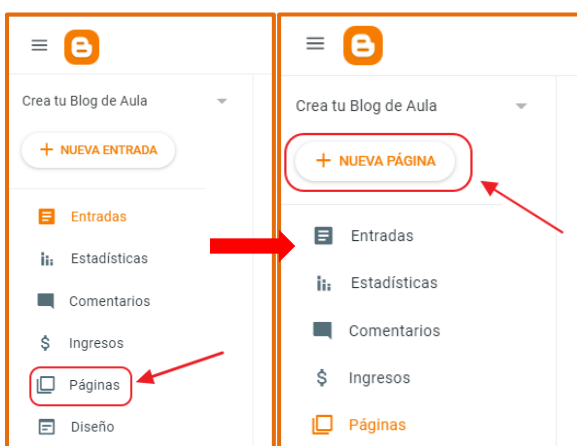 Crea tu Blog de Aula
+ NUEVA ENTRADA
Entradas
Estadísticas
Comentarios
$ Ingresos
Páginas
Diseño
Crea tu Blog de Aula
+ NUEVA PÁGINA
Entradas
Estadísticas
Comentarios
$ Ingresos
Páginas